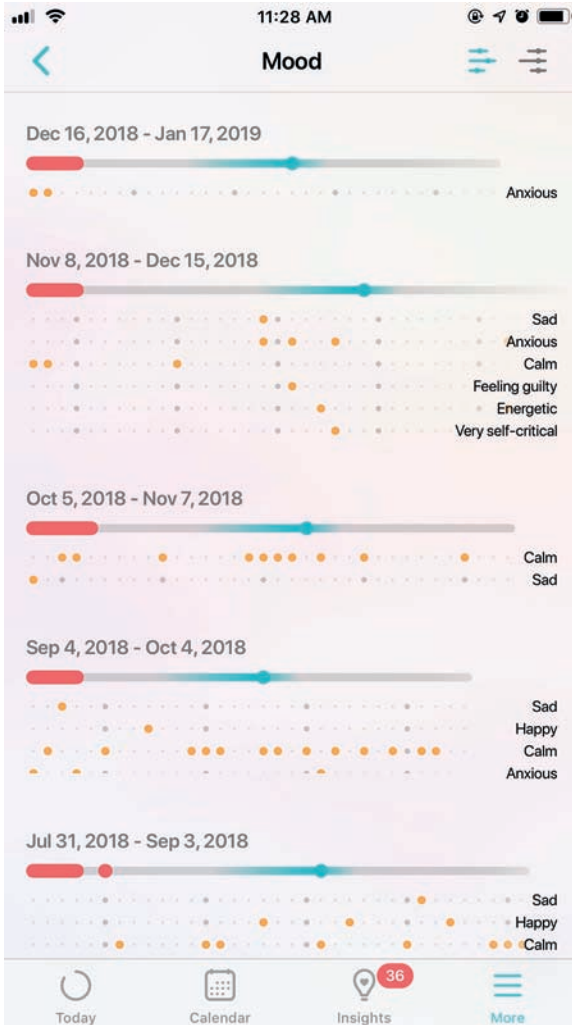 11:28 AM
Mood
Dec 16, 2018 - Jan 17, 2019
Anxious
Nov 8, 2018 - Dec 15, 2018
Sad
Anxious
Calm
Feeling guilty
Energetic
Very self-critical
Oct 5, 2018 - Nov 7, 2018
Calm
Sad
Sep 4, 2018 - Oct 4, 2018
Sad
Happy
Calm
Anxious
Jul 31, 2018 - Sep 3, 2018
Sad
Happy
Calm
36
Today
Calendar
Insights
More